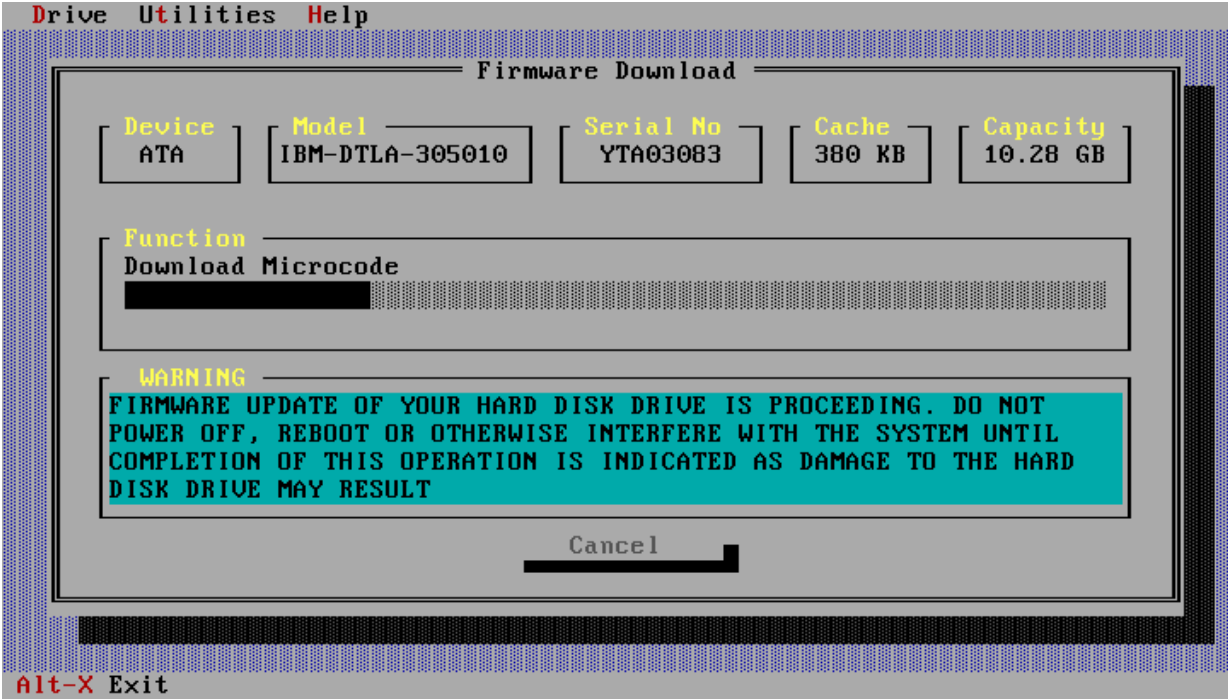 Drive Utilities Help
Firmware Download
Device Model Serial No Cache Capacity
ATA IBM-DTLA-305010 YTA03083 380 KB 10.28 GB
Function
Download Microcode
WARNING
FIRMWARE UPDATE OF YOUR HARD DISK DRIVE IS PROCEEDING. DO NOT
POWER OFF, REBOOT OR OTHERWISE INTERFERE WITH THE SYSTEM UNTIL
COMPLETION OF THIS OPERATION IS INDICATED AS DAMAGE TO THE HARD
DISK DRIVE MAY RESULT
Cancel
Alt-X Exit